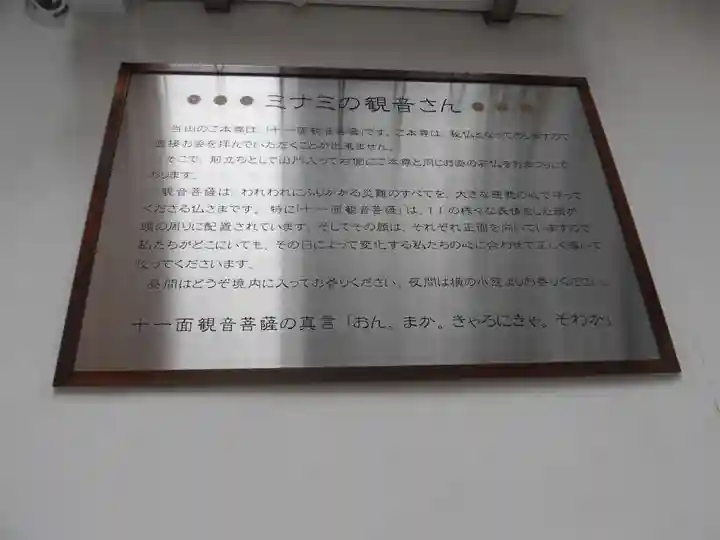 ミナミの観音さん
当山のご本尊は、「十一面観音菩薩」です。ご本尊は、秘仏となっておりますので
直接お姿を拝んでいただくことが出来ません。
そこで、前立ちとして山門入って右側にご本尊と同じお姿の石仏をおまつりして
おります。
観音菩薩は、われわれにふりかかる災難のすべてを、大きな慈悲の心で守って
くださる仏さまです。特に「十一面観音菩薩」は、11の様々な表情をした顔が
頭の周りに配置されています。そしてその顔は、それぞれ正面を向いていますので
私たちがどこにいても、その日によって変化する私たちの心に合わせて正しく導いて
いってくださいます。
昼間はどうぞ境内に入ってお参りください。夜間は横の小窓よりお参りください。
十一面観音菩薩の真言「おん。まか。きゃろにきゃ。そわか」